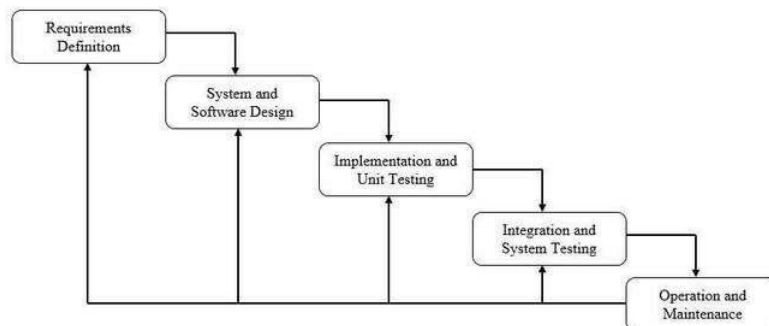 Requirements
Definition
System and
Software Design
Implementation and
Unit Testing
Integration and
System Testing
Operation and
Maintenance